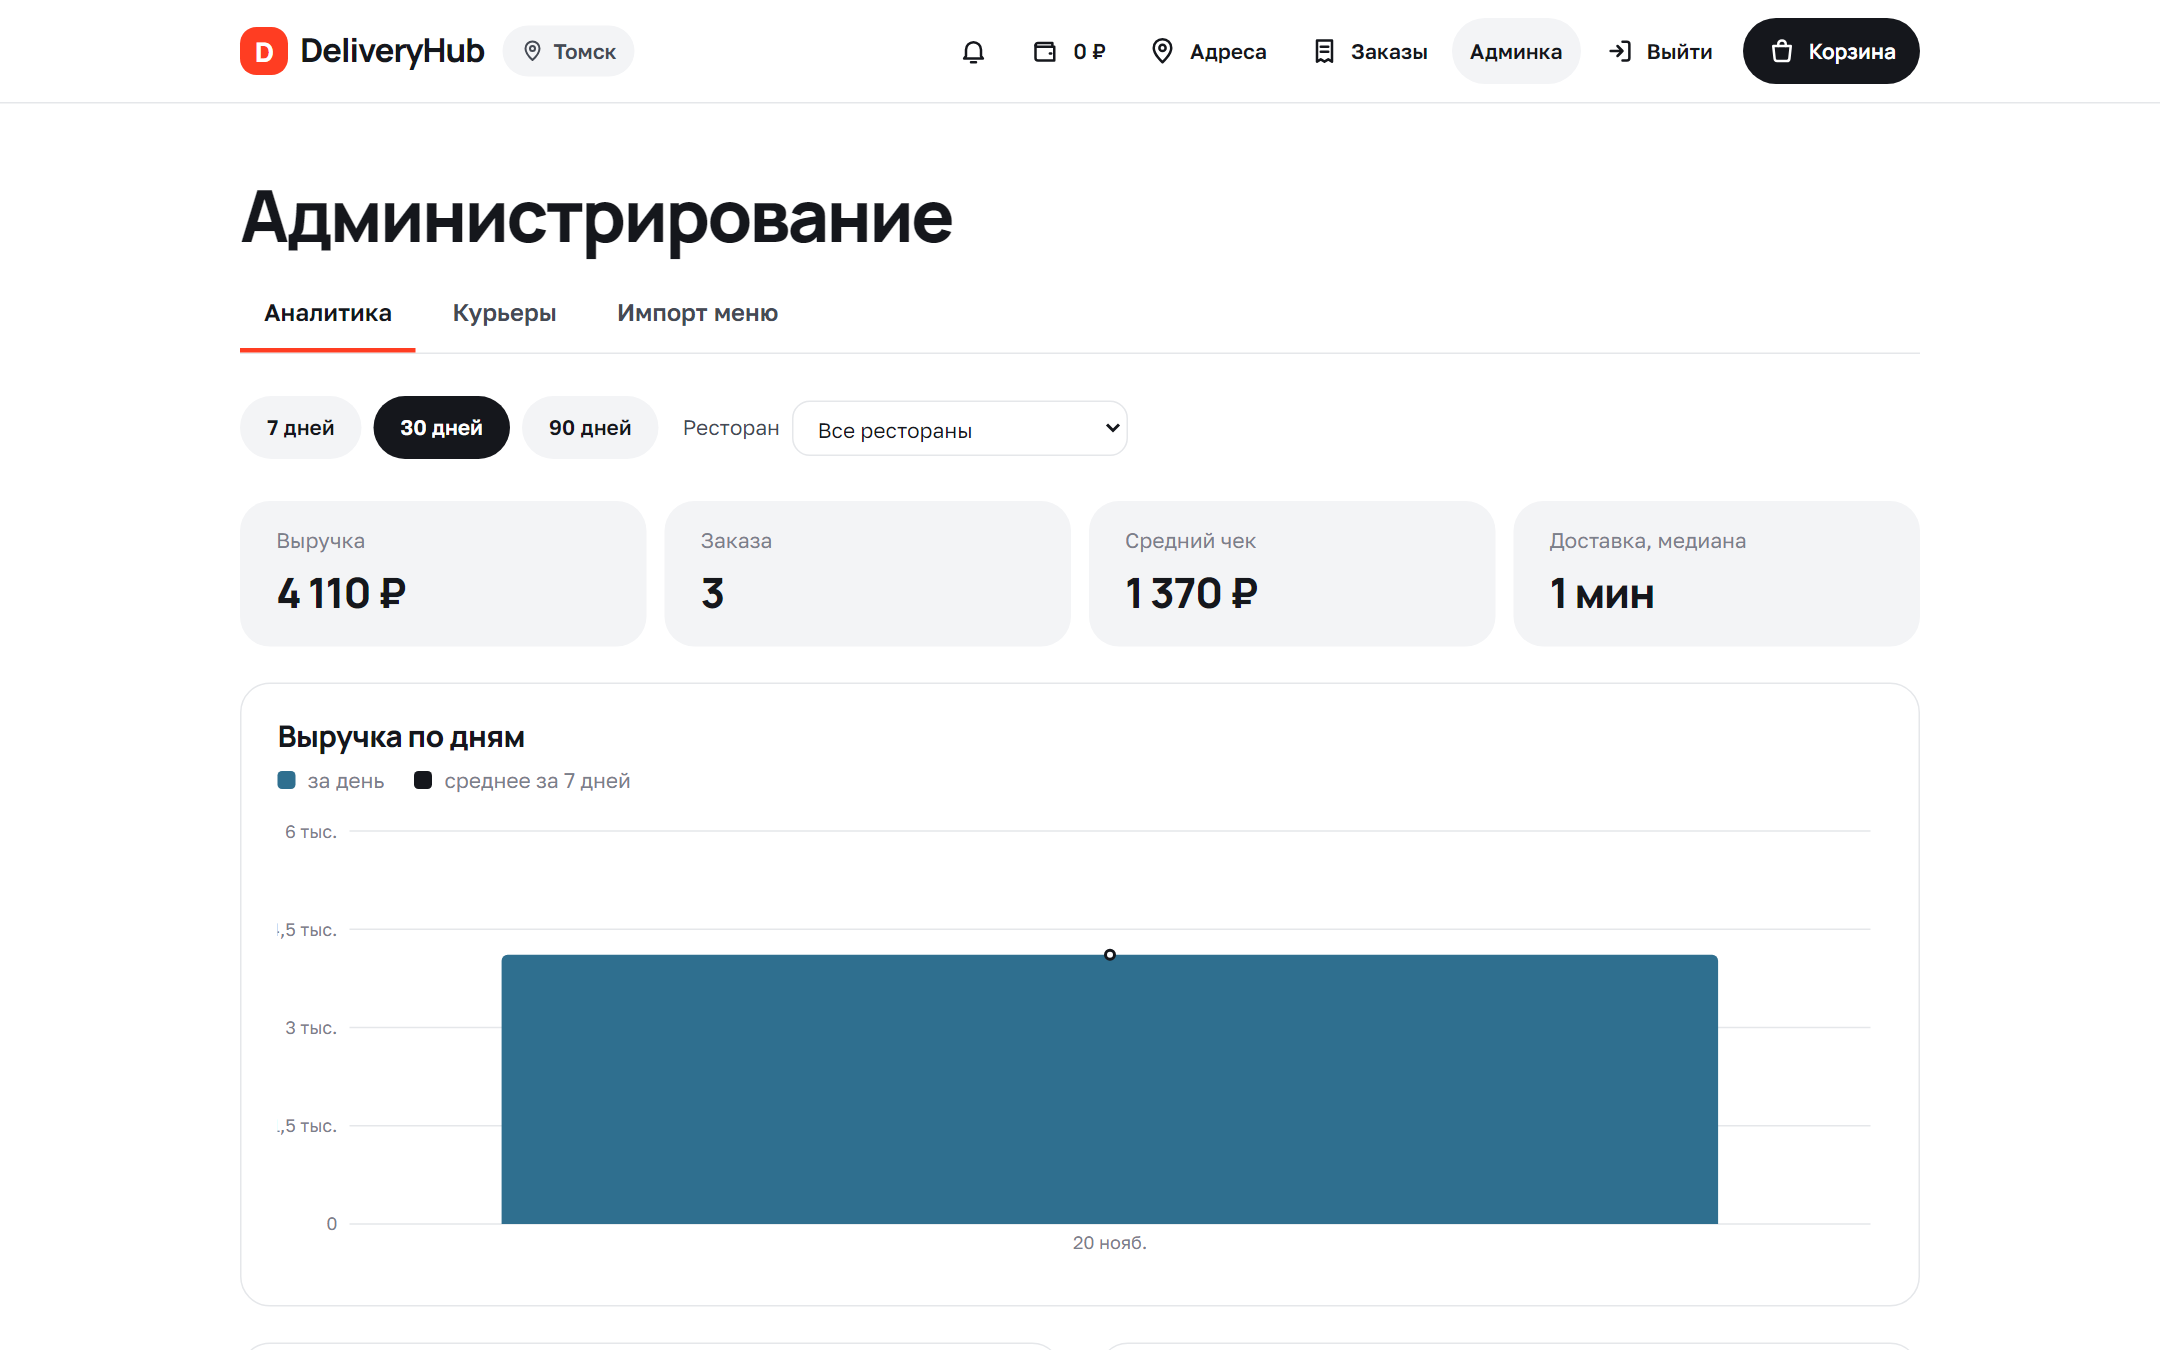 D DeliveryHub Томск 0 ₽ Адреса Заказы Админка Выйти Корзина
Администрирование
Аналитика Курьеры Импорт меню
7 дней 30 дней 90 дней Ресторан Все рестораны
Выручка Заказа Средний чек Доставка, медиана
4 110 ₽ 3 1 370 ₽ 1 мин
Выручка по дням
за день среднее за 7 дней
6 тыс.
,5 тыс.
3 тыс.
,5 тыс.
0
20 нояб.